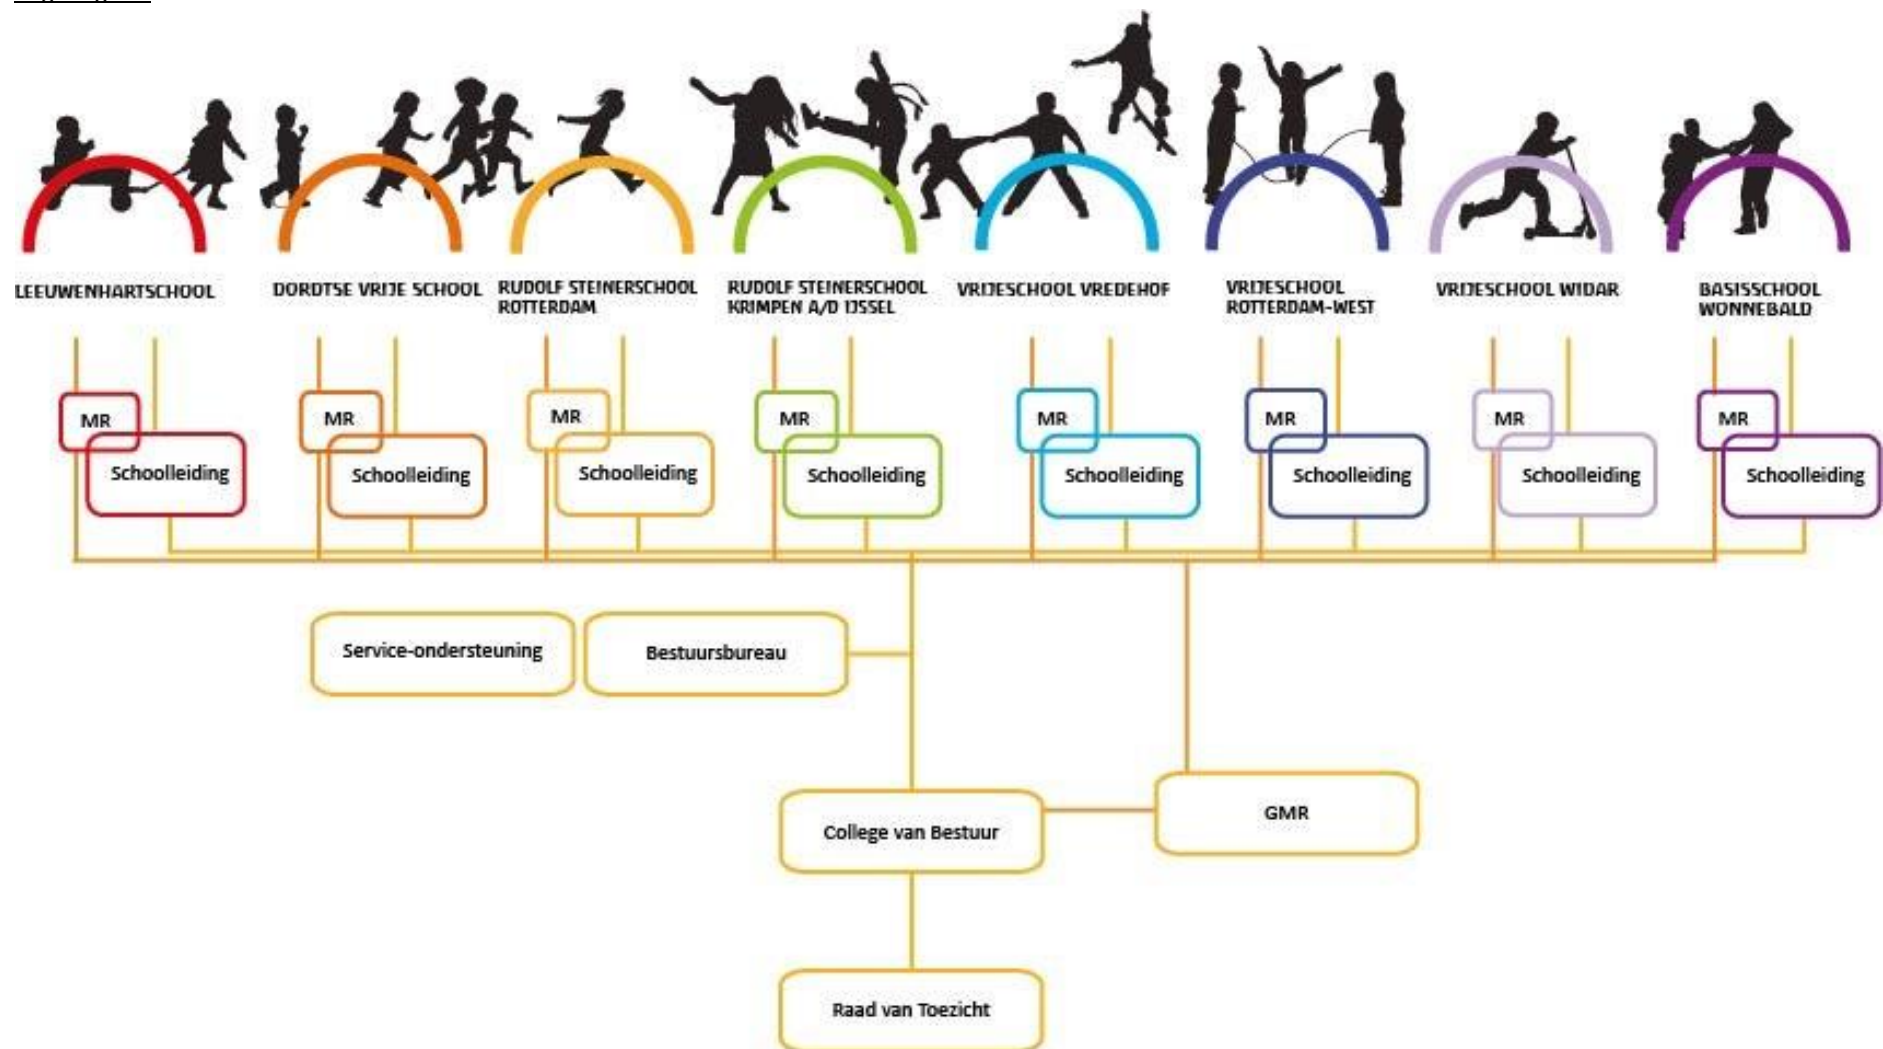 LEEUWENHARTSCHOOL
DORDTSE VRIJE SCHOOL
RUDOLF STEINERSCHOOL
ROTTERDAM
RUDOLF STEINERSCHOOL
KRIMPEN A/D IJSSEL
VRIJESCHOOL VREDEHOF
VRIJESCHOOL
ROTTERDAM-WEST
VRIJESCHOOL WIDAR
BASISSCHOOL
WONNEBALD
MR
MR
MR
MR
MR
MR
MR
MR
Schoolleiding
Schoolleiding
Schoolleiding
Schoolleiding
Schoolleiding
Schoolleiding
Schoolleiding
Schoolleiding
Service-ondersteuning
Bestuursbureau
College van Bestuur
GMR
Raad van Toezicht